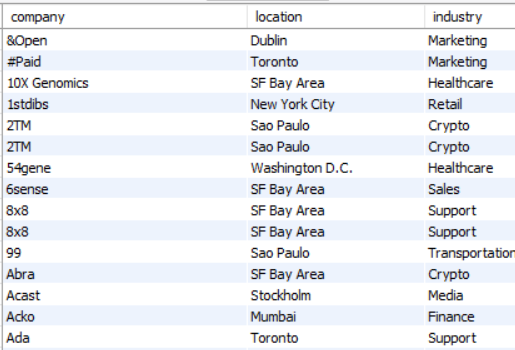 company location industry
&Open Dublin Marketing
#Paid Toronto Marketing
10X Genomics SF Bay Area Healthcare
1stdibs New York City Retail
2TM Sao Paulo Crypto
2TM Sao Paulo Crypto
54gene Washington D.C. Healthcare
6sense SF Bay Area Sales
8x8 SF Bay Area Support
8x8 SF Bay Area Support
99 Sao Paulo Transportation
Abra SF Bay Area Crypto
Acast Stockholm Media
Acko Mumbai Finance
Ada Toronto Support